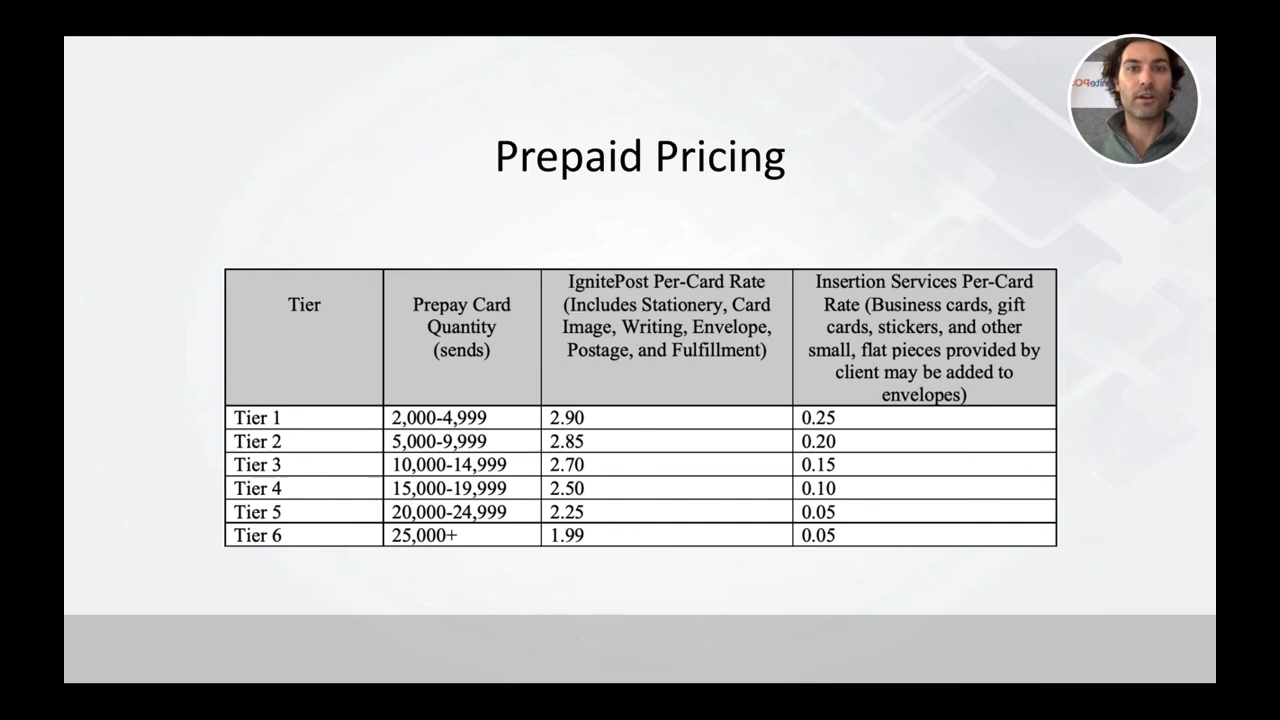 Prepaid Pricing
Tier
Prepay Card
Quantity
(sends)
IgnitePost Per-Card Rate
(Includes Stationery, Card
Image, Writing, Envelope,
Postage, and Fulfillment)
Insertion Services Per-Card
Rate (Business cards, gift
cards, stickers, and other
small, flat pieces provided by
client may be added to
envelopes)
Tier 1 2,000-4,999 2.90 0.25
Tier 2 5,000-9,999 2.85 0.20
Tier 3 10,000-14,999 2.70 0.15
Tier 4 15,000-19,999 2.50 0.10
Tier 5 20,000-24,999 2.25 0.05
Tier 6 25,000+ 1.99 0.05